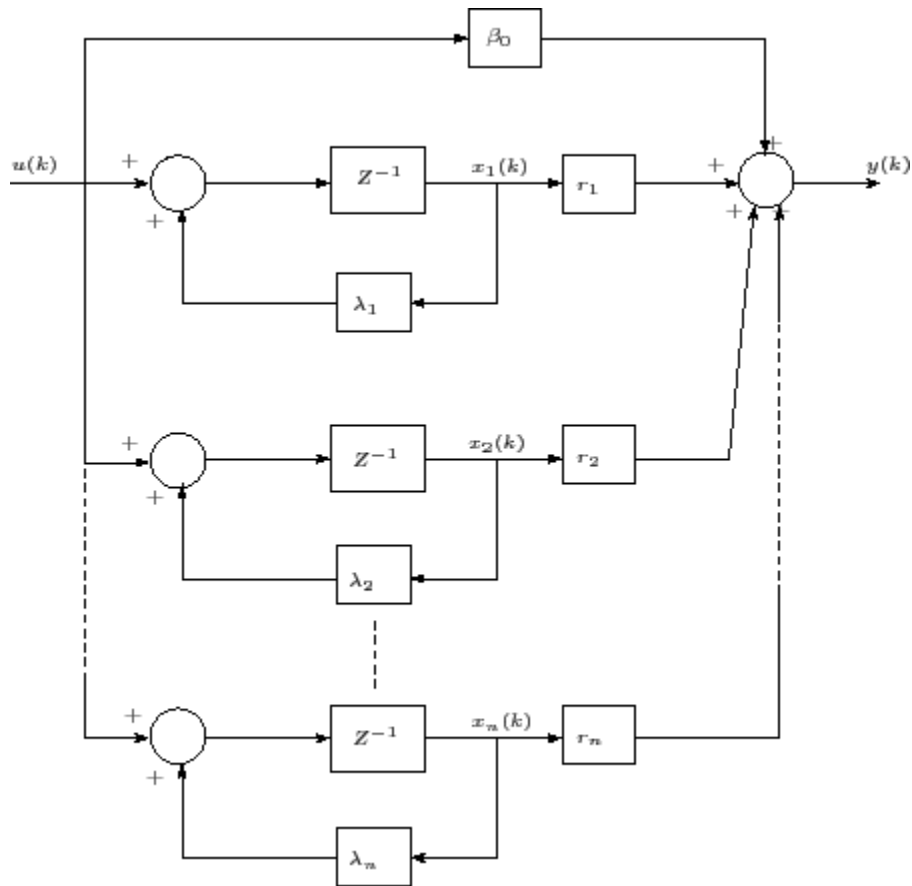 β₀
u(k) + Z⁻¹ x₁(k) r₁ + + y(k)
+ + +
λ₁
+ Z⁻¹ x₂(k) r₂
+
λ₂
+ Z⁻¹ xₙ(k) rₙ
+
λₙ